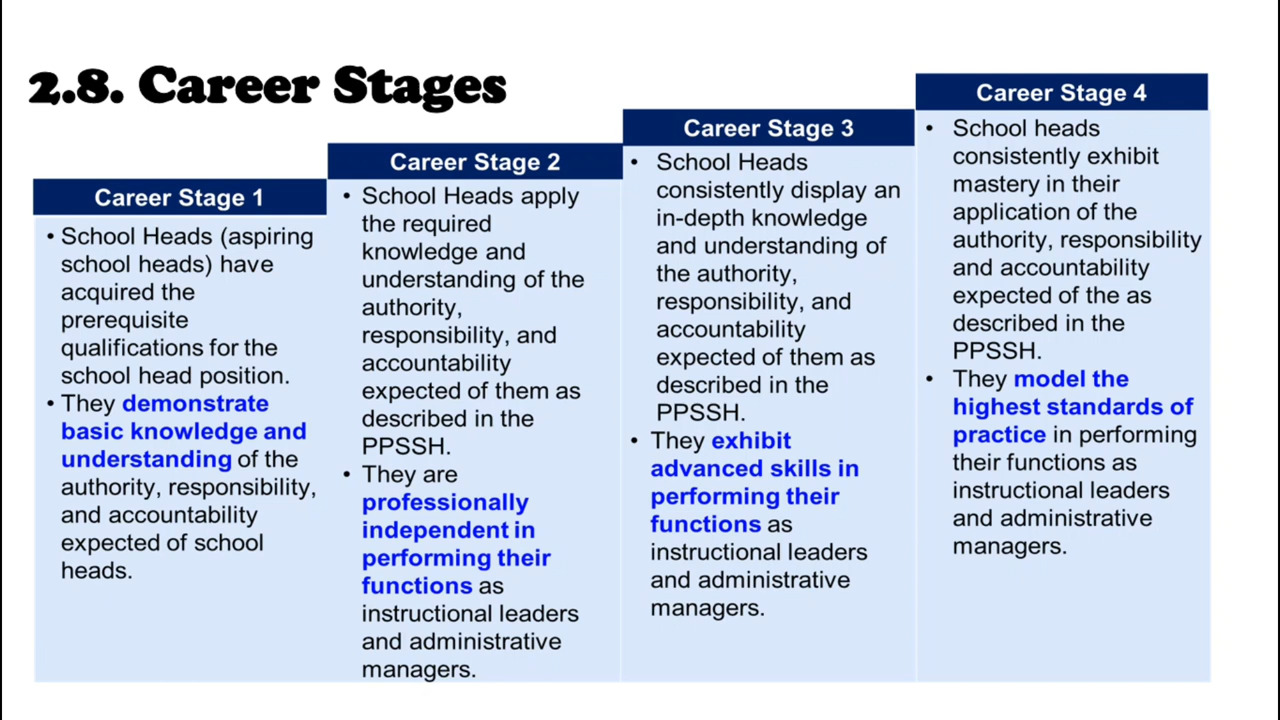 2.8. Career Stages
Career Stage 1
• School Heads (aspiring
school heads) have
acquired the
prerequisite
qualifications for the
school head position.
• They demonstrate
basic knowledge and
understanding of the
authority, responsibility,
and accountability
expected of school
heads.
Career Stage 2
• School Heads apply
the required
knowledge and
understanding of the
authority,
responsibility, and
accountability
expected of them as
described in the
PPSSH.
• They are
professionally
independent in
performing their
functions as
instructional leaders
and administrative
managers.
Career Stage 3
• School Heads
consistently display an
in-depth knowledge
and understanding of
the authority,
responsibility, and
accountability
expected of them as
described in the
PPSSH.
• They exhibit
advanced skills in
performing their
functions as
instructional leaders
and administrative
managers.
Career Stage 4
• School heads
consistently exhibit
mastery in their
application of the
authority, responsibility
and accountability
expected of the as
described in the
PPSSH.
• They model the
highest standards of
practice in performing
their functions as
instructional leaders
and administrative
managers.